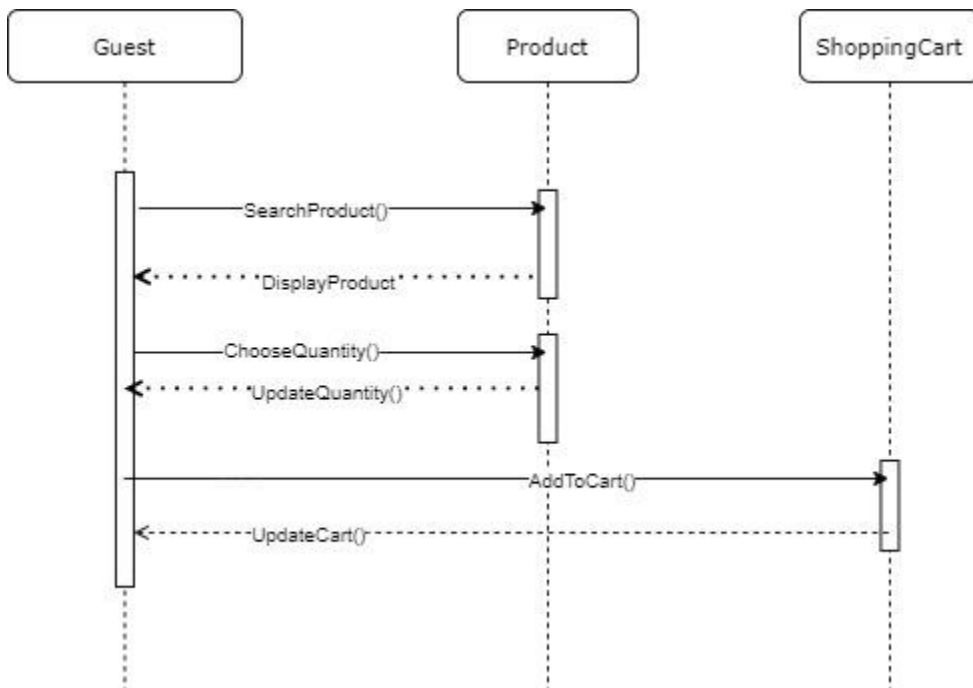 Guest
Product
ShoppingCart
SearchProduct()
DisplayProduct
ChooseQuantity()
UpdateQuantity()
AddToCart()
UpdateCart()